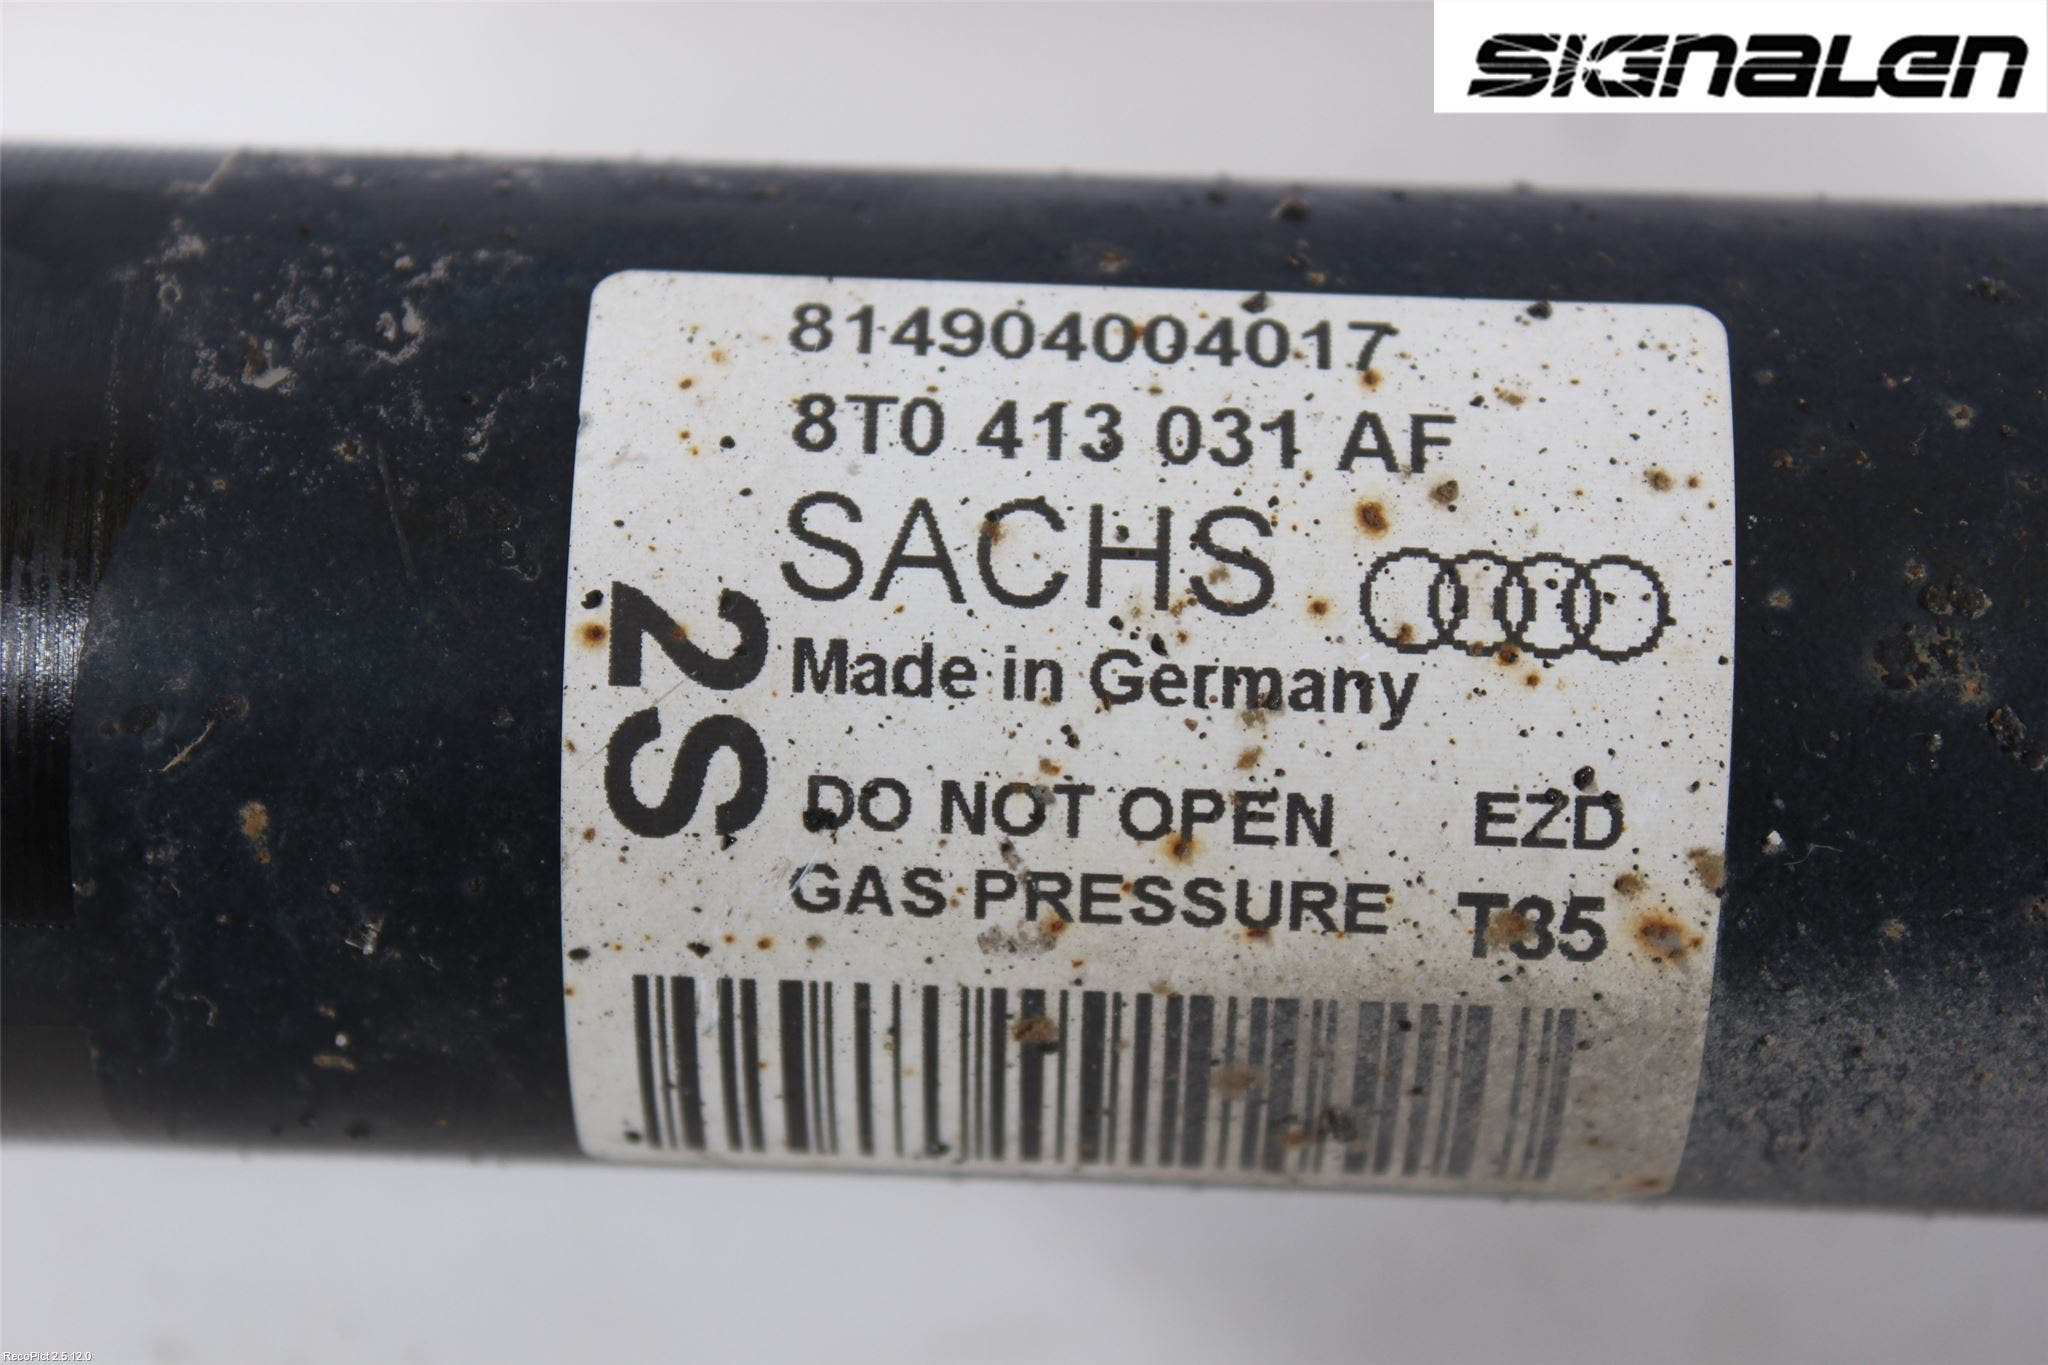 SIGNALEN
814904004017
8T0 413 031 AF
SACHS
2S
Made in Germany
DO NOT OPEN EZD
GAS PRESSURE T35
RecoPict 2.5.12.0